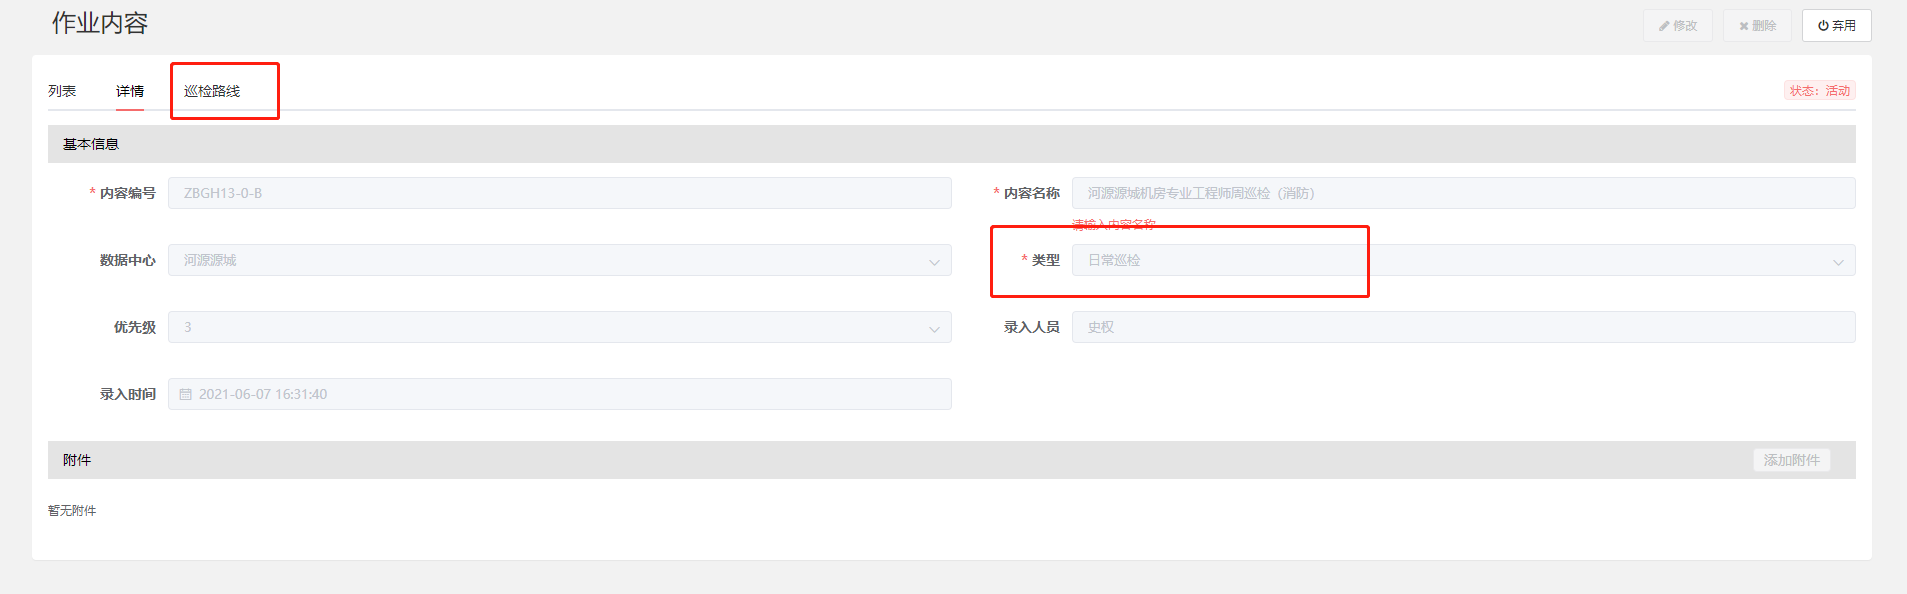 作业内容
修改 删除 弃用
列表 详情 巡检路线 状态：活动
基本信息
* 内容编号 ZBGH13-0-B * 内容名称 河源源城机房专业工程师周巡检（消防）
请输入内容名称
数据中心 河源源城 * 类型 日常巡检
优先级 3 录入人员 史权
录入时间 2021-06-07 16:31:40
附件 添加附件
暂无附件